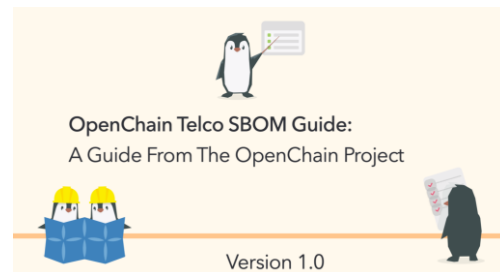 OpenChain Telco SBOM Guide:
A Guide From The OpenChain Project
Version 1.0